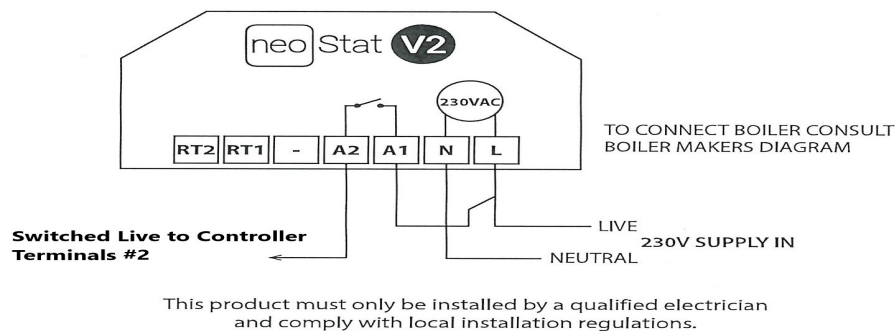 neo Stat V2
230VAC
RT2 RT1 - A2 A1 N L
TO CONNECT BOILER CONSULT
BOILER MAKERS DIAGRAM
LIVE
230V SUPPLY IN
NEUTRAL
Switched Live to Controller
Terminals #2
This product must only be installed by a qualified electrician
and comply with local installation regulations.